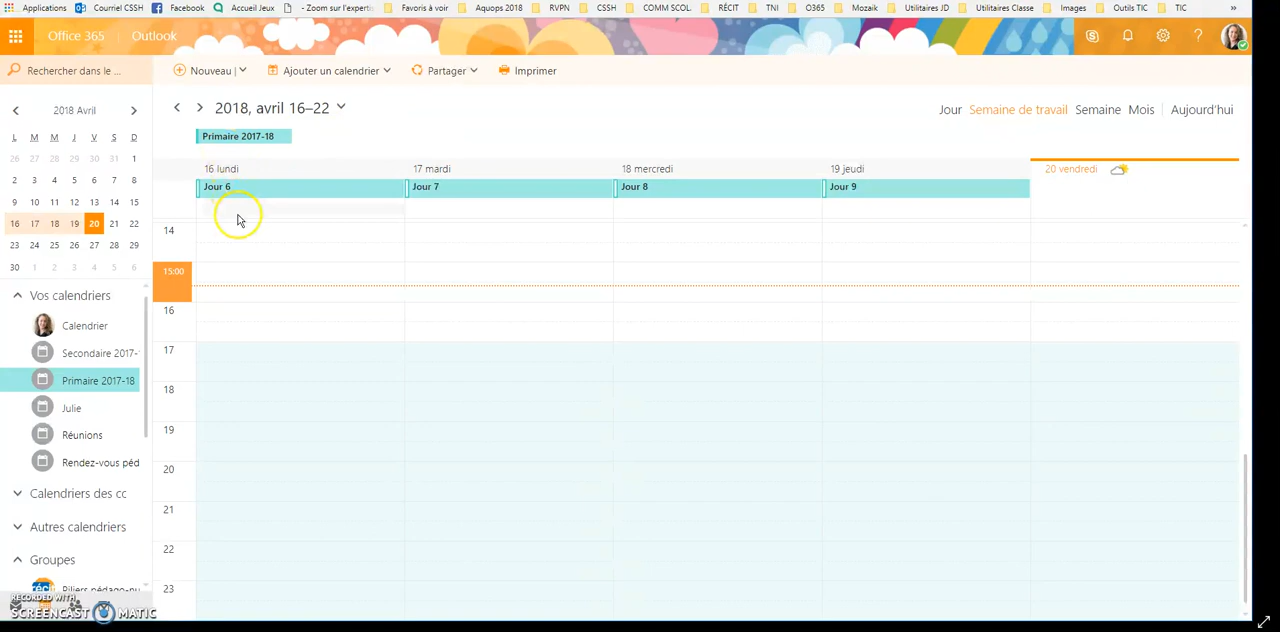 Applications Courriel CSSH Facebook Accueil Jeux - Zoom sur l'experti Favoris à voir Aquops 2018 RVPN CSSH COMM SCOL RÉCIT TNI O365 Mozaik Utilitaires JD Utilitaires Classe Images Outils TIC TIC »
Office 365 Outlook
Rechercher dans le ... Nouveau | Ajouter un calendrier Partager Imprimer
2018 Avril 2018, avril 16–22 Jour Semaine de travail Semaine Mois Aujourd'hui
L M M J V S D
26 27 28 29 30 31 1
2 3 4 5 6 7 8
9 10 11 12 13 14 15
16 17 18 19 20 21 22
23 24 25 26 27 28 29
30 1 2 3 4 5 6
Primaire 2017-18
16 lundi 17 mardi 18 mercredi 19 jeudi 20 vendredi
Jour 6 Jour 7 Jour 8 Jour 9
14
15:00
16
17
18
19
20
21
22
23
Vos calendriers
Calendrier
Secondaire 2017-
Primaire 2017-18
Julie
Réunions
Rendez-vous péd
Calendriers des cc
Autres calendriers
Groupes
Piliers pédago-nu
RECORDED WITH
SCREENCAST MATIC